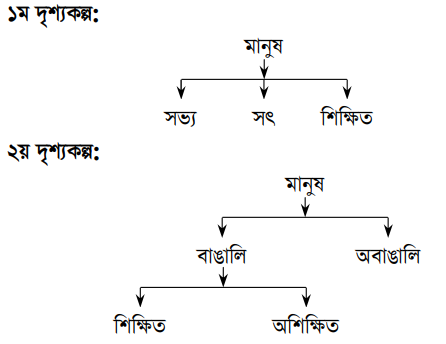 ১ম দৃশ্যকল্প:
মানুষ
সভ্য সৎ শিক্ষিত
২য় দৃশ্যকল্প:
মানুষ
বাঙালি অবাঙালি
শিক্ষিত অশিক্ষিত